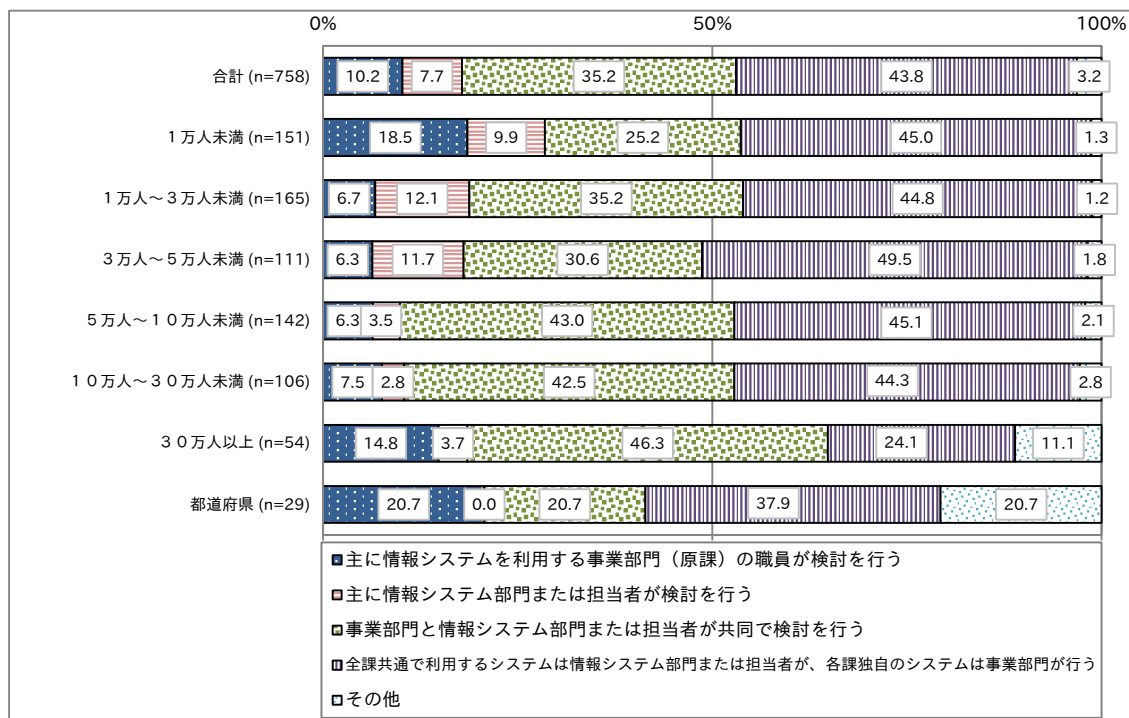 0% 50% 100%
合計 (n=758) 10.2 7.7 35.2 43.8 3.2
１万人未満 (n=151) 18.5 9.9 25.2 45.0 1.3
１万人～３万人未満 (n=165) 6.7 12.1 35.2 44.8 1.2
３万人～５万人未満 (n=111) 6.3 11.7 30.6 49.5 1.8
５万人～１０万人未満 (n=142) 6.3 3.5 43.0 45.1 2.1
１０万人～３０万人未満 (n=106) 7.5 2.8 42.5 44.3 2.8
３０万人以上 (n=54) 14.8 3.7 46.3 24.1 11.1
都道府県 (n=29) 20.7 0.0 20.7 37.9 20.7
主に情報システムを利用する事業部門（原課）の職員が検討を行う
主に情報システム部門または担当者が検討を行う
事業部門と情報システム部門または担当者が共同で検討を行う
全課共通で利用するシステムは情報システム部門または担当者が、各課独自のシステムは事業部門が行う
その他